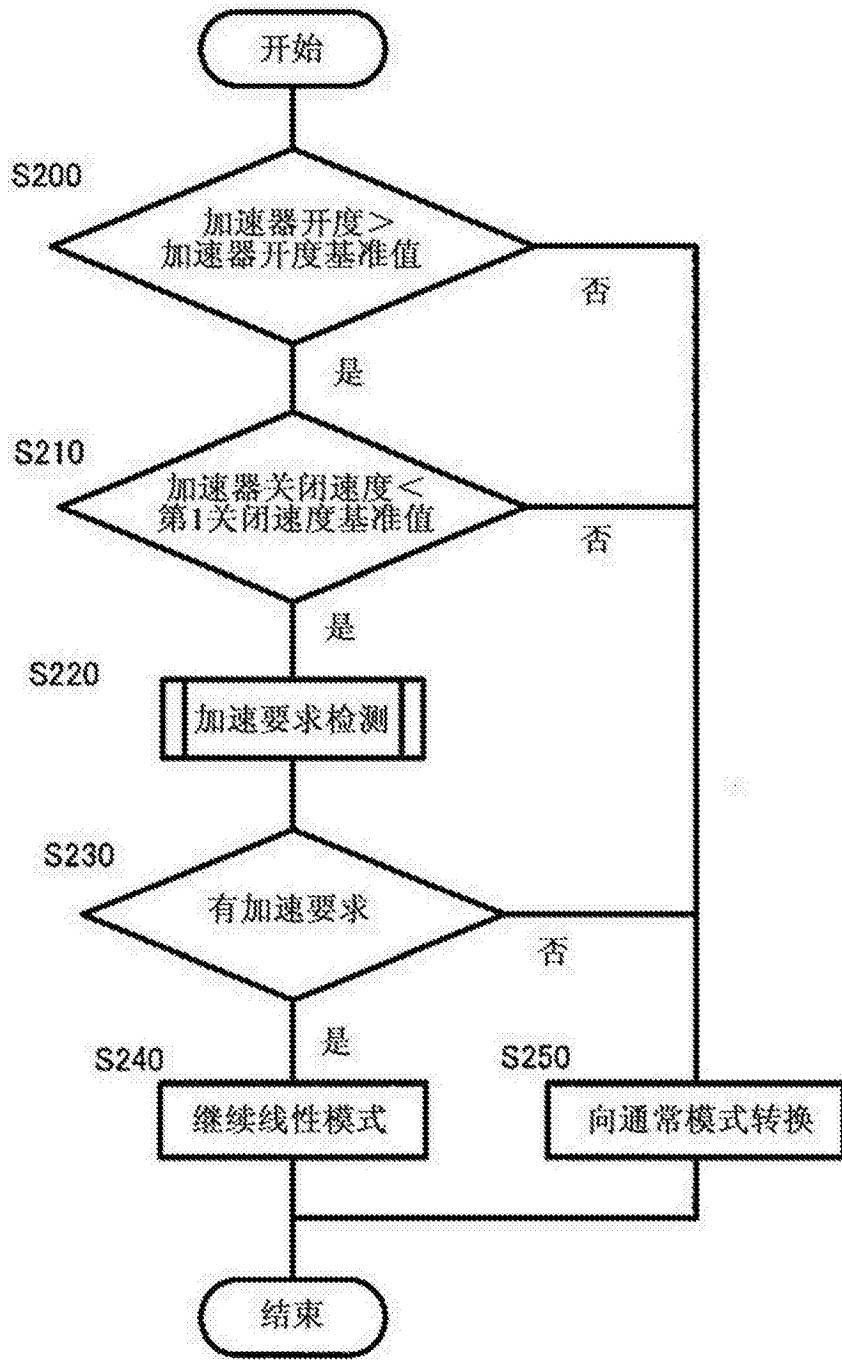 开始
S200
加速器开度＞
加速器开度基准值
否
是
S210
加速器关闭速度＜
第1关闭速度基准值
否
是
S220
加速要求检测
S230
有加速要求
否
是
S240
继续线性模式
S250
向通常模式转换
结束